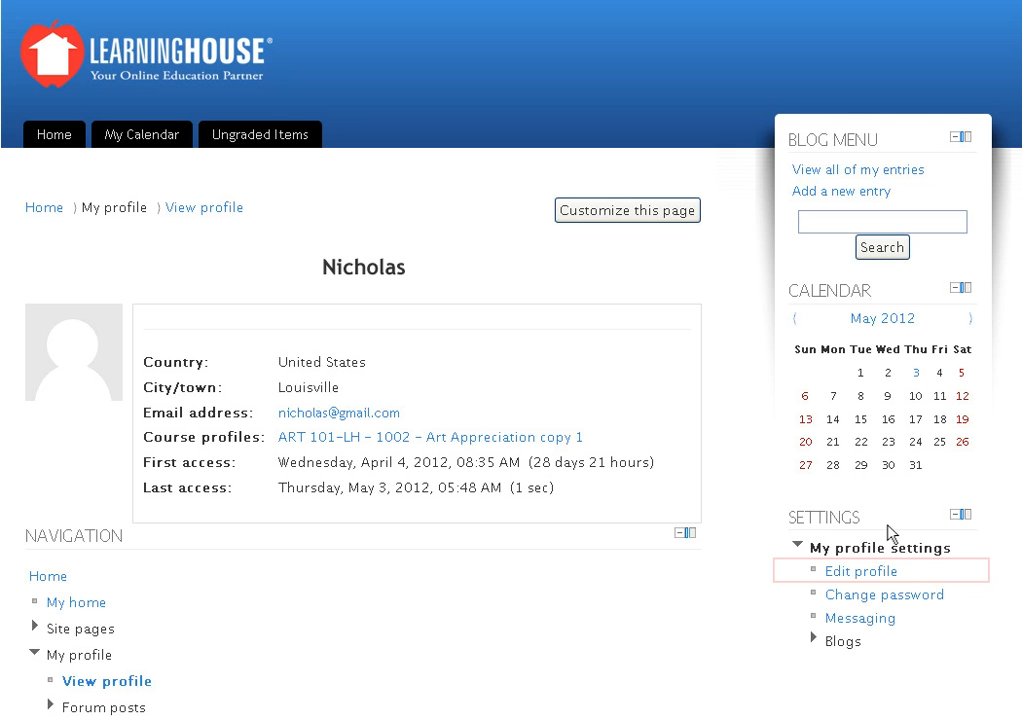 LEARNINGHOUSE®
Your Online Education Partner
Home
My Calendar
Ungraded Items
Home ⟩ My profile ⟩ View profile
Customize this page
Nicholas
Country: United States
City/town: Louisville
Email address: nicholas@gmail.com
Course profiles: ART 101-LH - 1002 - Art Appreciation copy 1
First access: Wednesday, April 4, 2012, 08:35 AM (28 days 21 hours)
Last access: Thursday, May 3, 2012, 05:48 AM (1 sec)
NAVIGATION
Home
My home
Site pages
My profile
View profile
Forum posts
BLOG MENU
View all of my entries
Add a new entry
Search
CALENDAR
⟨ May 2012 ⟩
Sun Mon Tue Wed Thu Fri Sat
1 2 3 4 5
6 7 8 9 10 11 12
13 14 15 16 17 18 19
20 21 22 23 24 25 26
27 28 29 30 31
SETTINGS
My profile settings
Edit profile
Change password
Messaging
Blogs